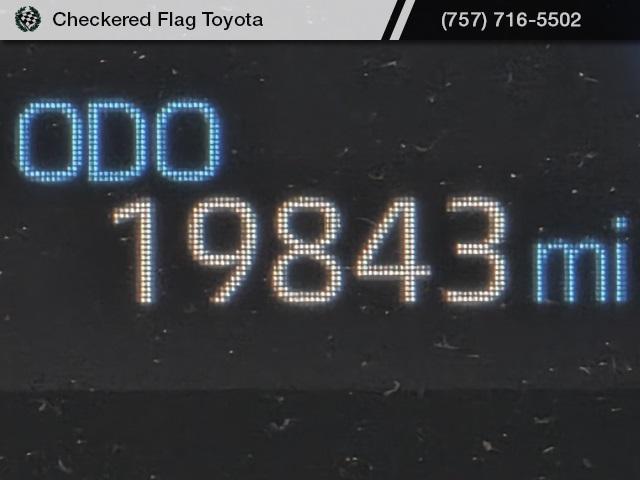 Checkered Flag Toyota (757) 716-5502
ODO
19843 mi